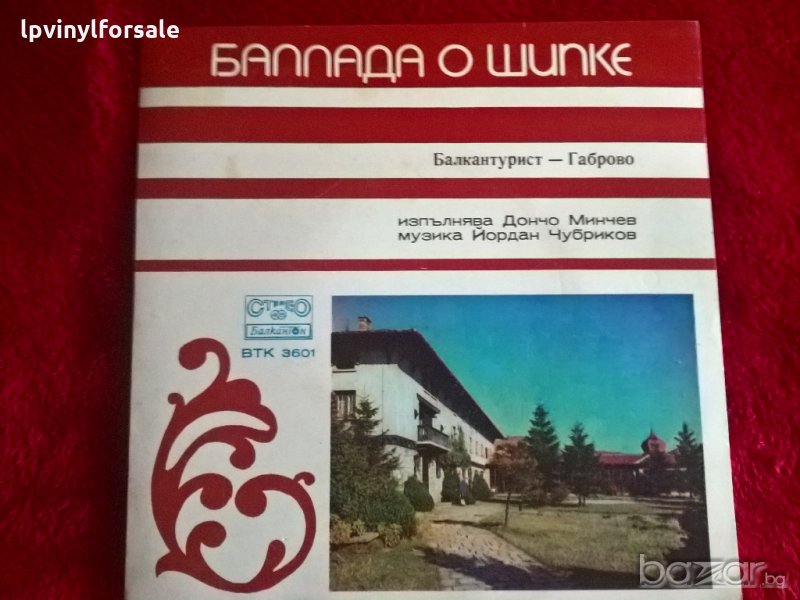 lpvinylforsale
БАЛЛАДА О ШИПКЕ
Балкантурист — Габрово
изпълнява Дончо Минчев
музика Йордан Чубриков
СТЕРЕО
Балкантон
ВТК 3601
bazar.bg